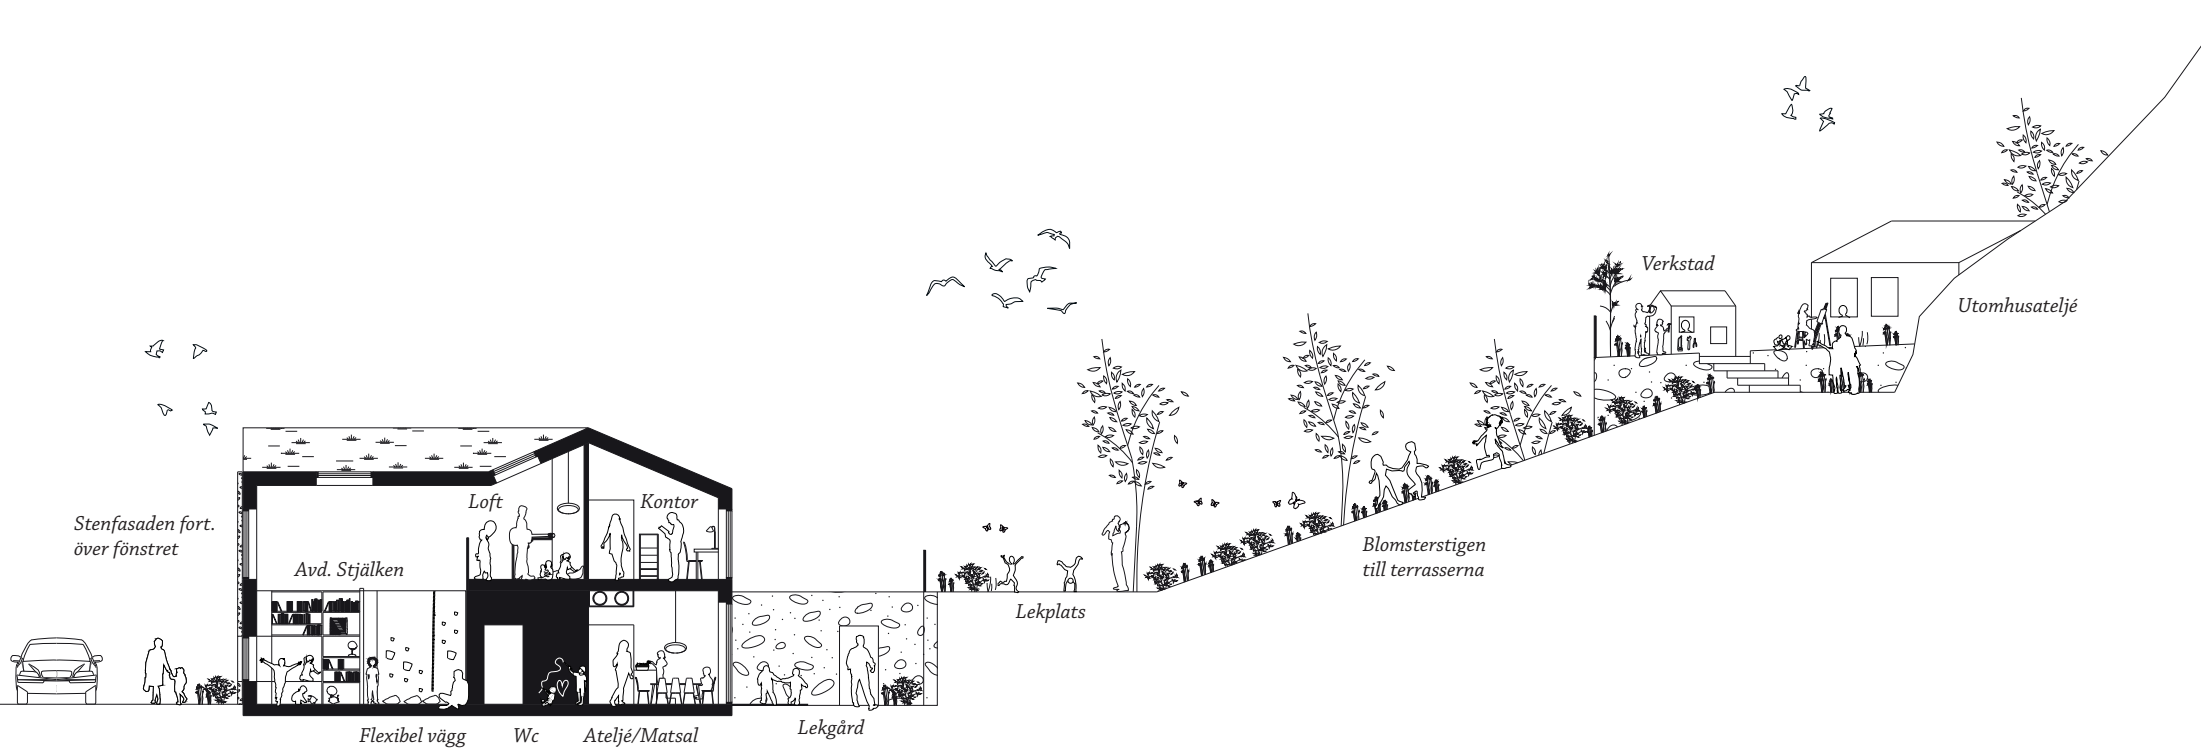 Verkstad
Utomhusateljé
Loft
Kontor
Stenfasaden fort.
över fönstret
Avd. Stjälken
Blomsterstigen
till terrasserna
Lekplats
Flexibel vägg
Wc
Ateljé/Matsal
Lekgård